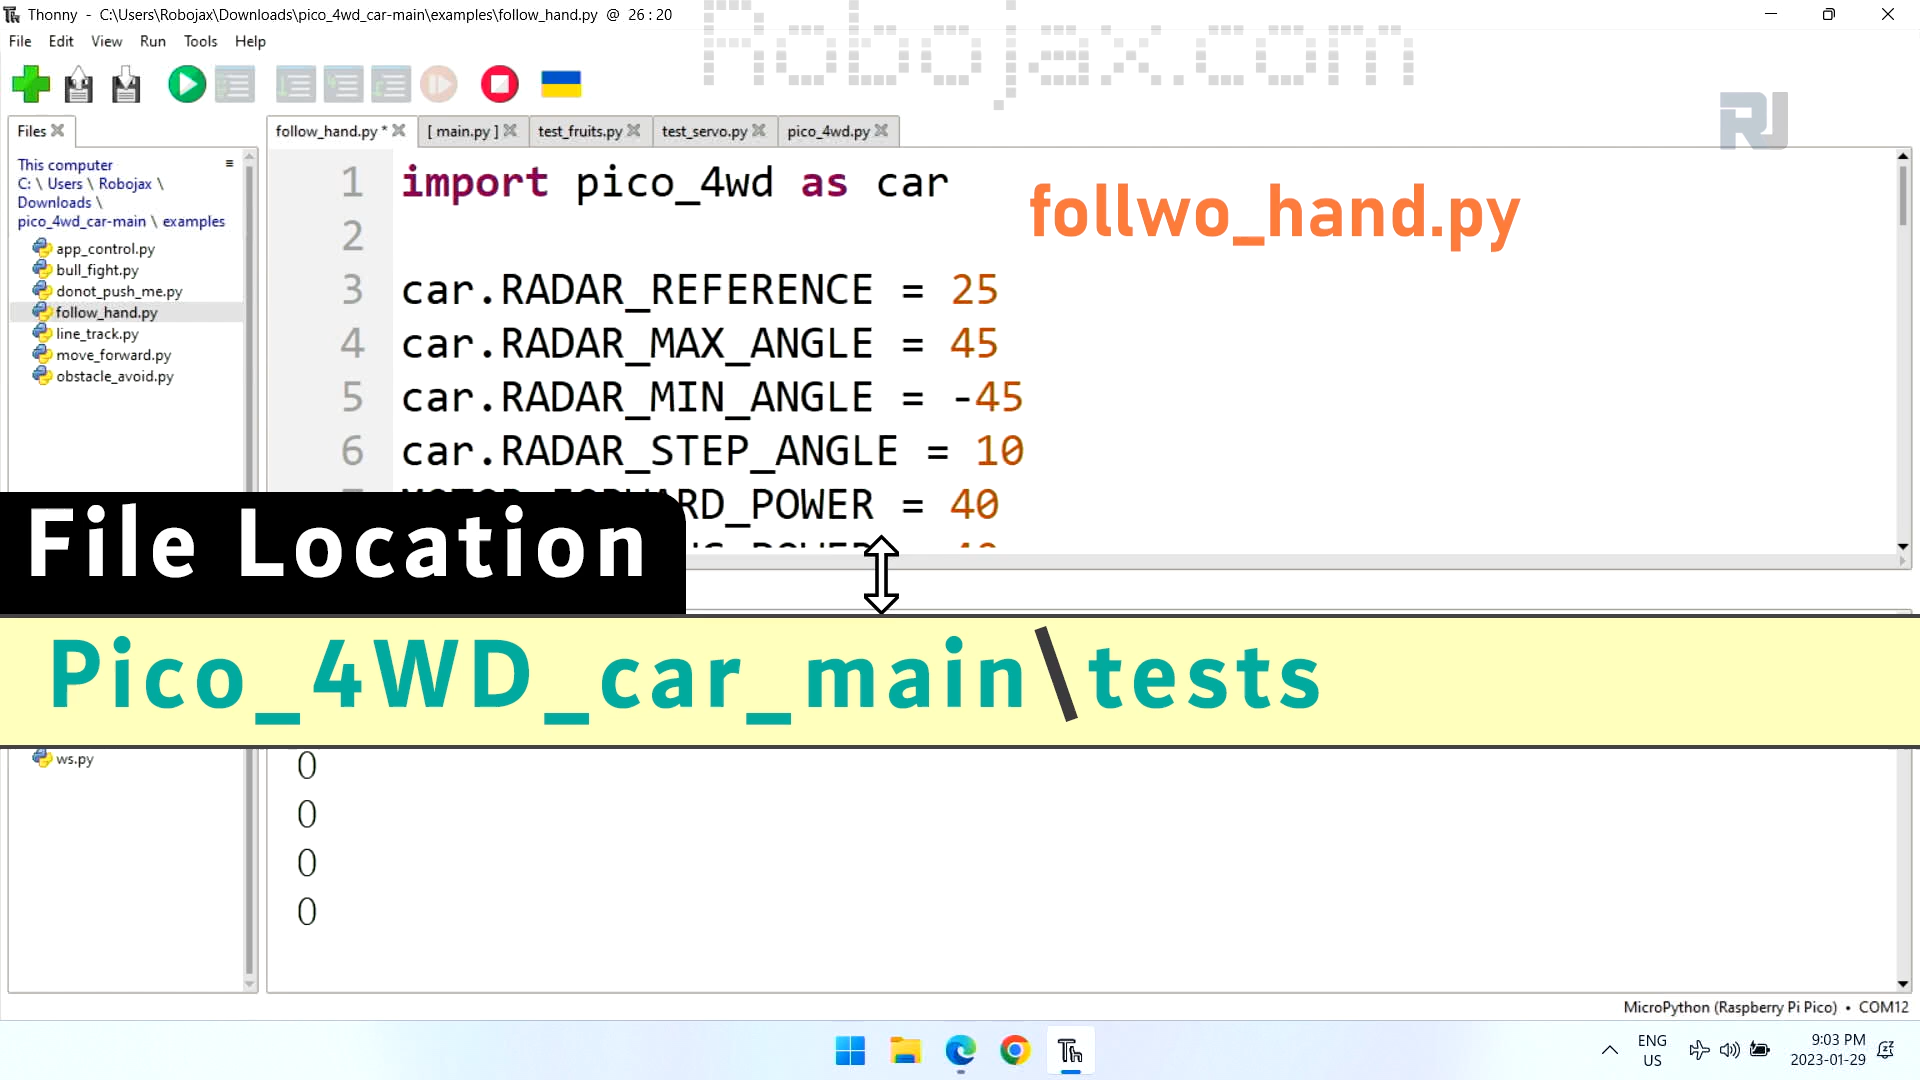 Thonny - C:\Users\Robojax\Downloads\pico_4wd_car-main\examples\follow_hand.py @ 26 : 20
File Edit View Run Tools Help
Robojax.com
RJ
Files
follow_hand.py * [ main.py ] test_fruits.py test_servo.py pico_4wd.py
This computer
C: \ Users \ Robojax \
Downloads \
pico_4wd_car-main \ examples
app_control.py
bull_fight.py
donot_push_me.py
follow_hand.py
line_track.py
move_forward.py
obstacle_avoid.py
1 import pico_4wd as car
2
3 car.RADAR_REFERENCE = 25
4 car.RADAR_MAX_ANGLE = 45
5 car.RADAR_MIN_ANGLE = -45
6 car.RADAR_STEP_ANGLE = 10
RD_POWER = 40
follwo_hand.py
File Location
Pico_4WD_car_main\tests
ws.py
0
0
0
0
MicroPython (Raspberry Pi Pico) • COM12
Th
ENG
US
9:03 PM
2023-01-29